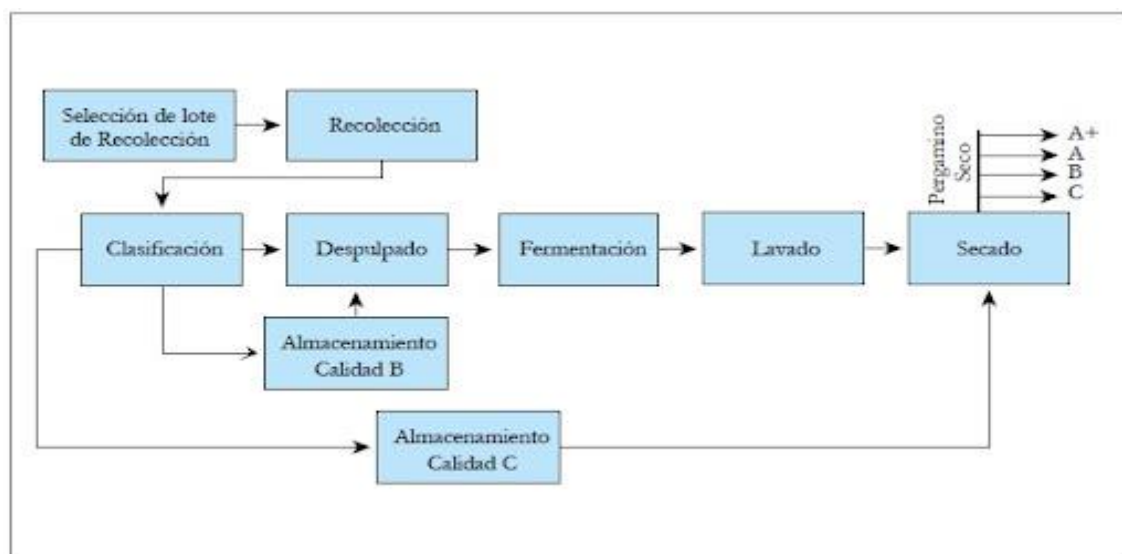 Selección de lote
de Recolección
Recolección
Pergamino
Seco
A+
A
B
C
Clasificación
Despulpado
Fermentación
Lavado
Secado
Almacenamiento
Calidad B
Almacenamiento
Calidad C